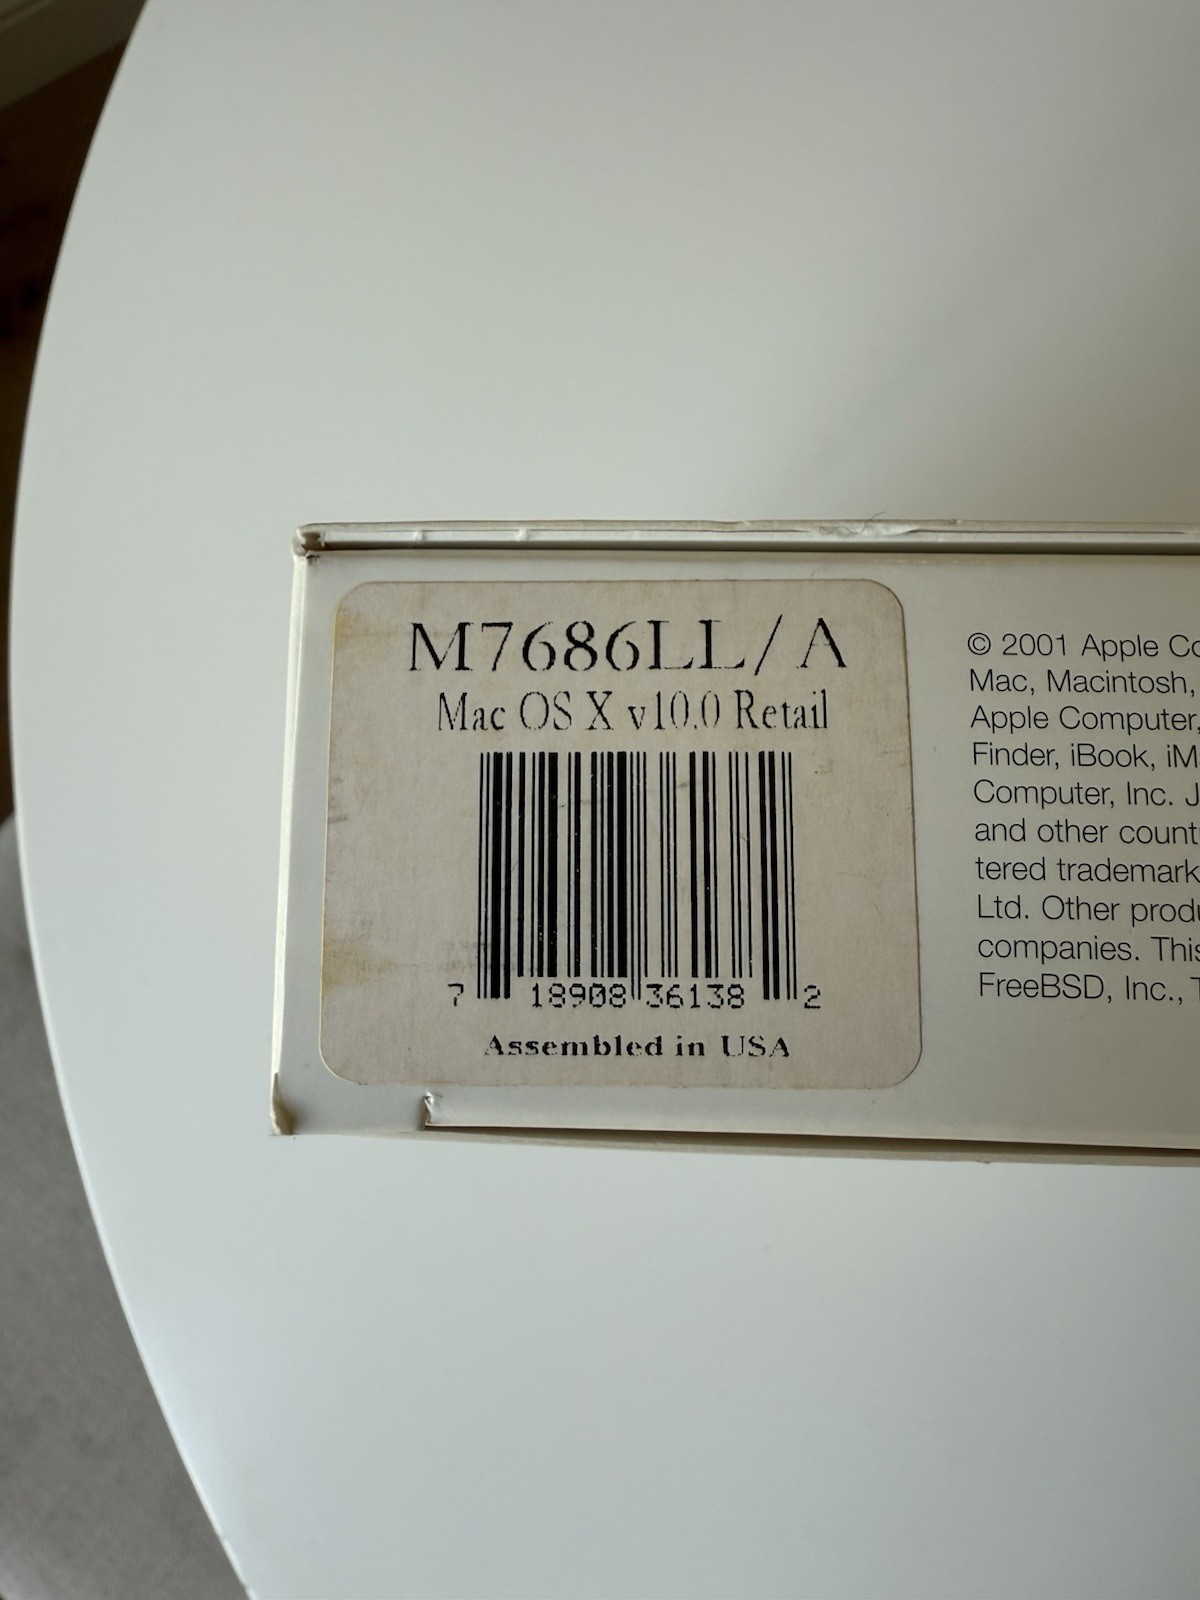 M7686LL/A
Mac OS X v10.0 Retail
7 18908 36138 2
Assembled in USA
© 2001 Apple
Mac, Macintosh,
Apple Computer,
Finder, iBook,
Computer, Inc.
and other
tered
Ltd. Other
companies. This
FreeBSD, Inc.,